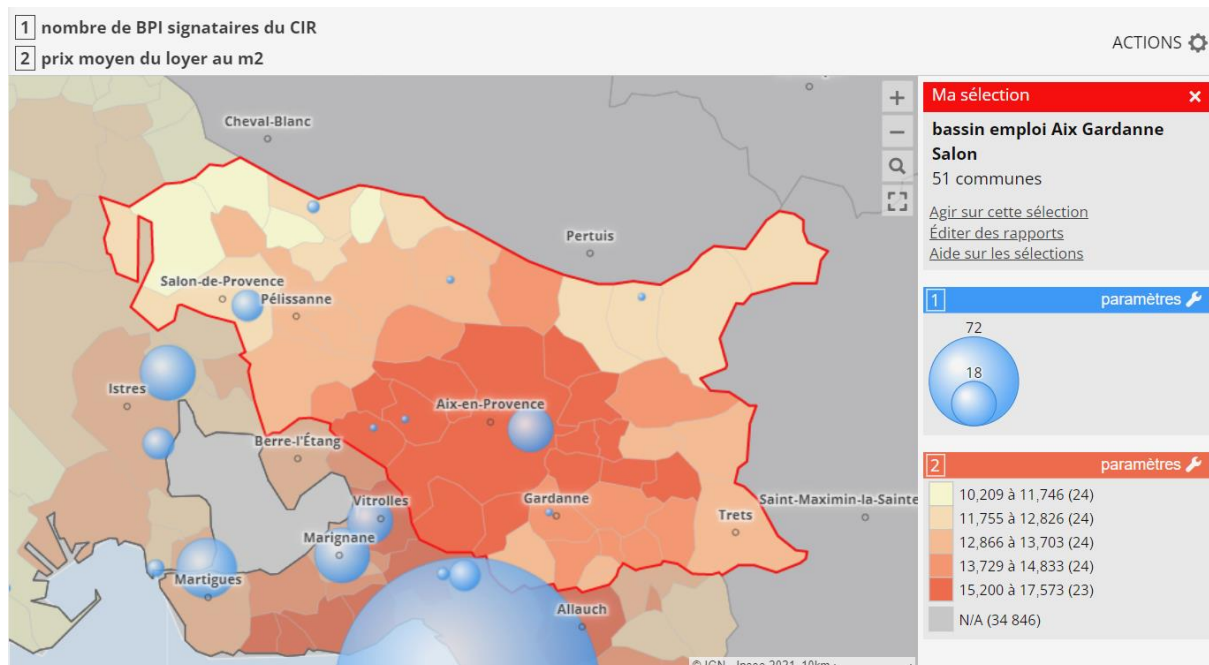 1 nombre de BPI signataires du CIR
2 prix moyen du loyer au m2
ACTIONS
Cheval-Blanc
Pertuis
Salon-de-Provence
Pélissanne
Istres
Aix-en-Provence
Berre-l'Étang
Vitrolles
Gardanne
Saint-Maximin-la-Sainte
Trets
Marignane
Martigues
Allauch
Ma sélection
bassin emploi Aix Gardanne
Salon
51 communes
Agir sur cette sélection
Éditer des rapports
Aide sur les sélections
1 paramètres
72
18
2 paramètres
10,209 à 11,746 (24)
11,755 à 12,826 (24)
12,866 à 13,703 (24)
13,729 à 14,833 (24)
15,200 à 17,573 (23)
N/A (34 846)